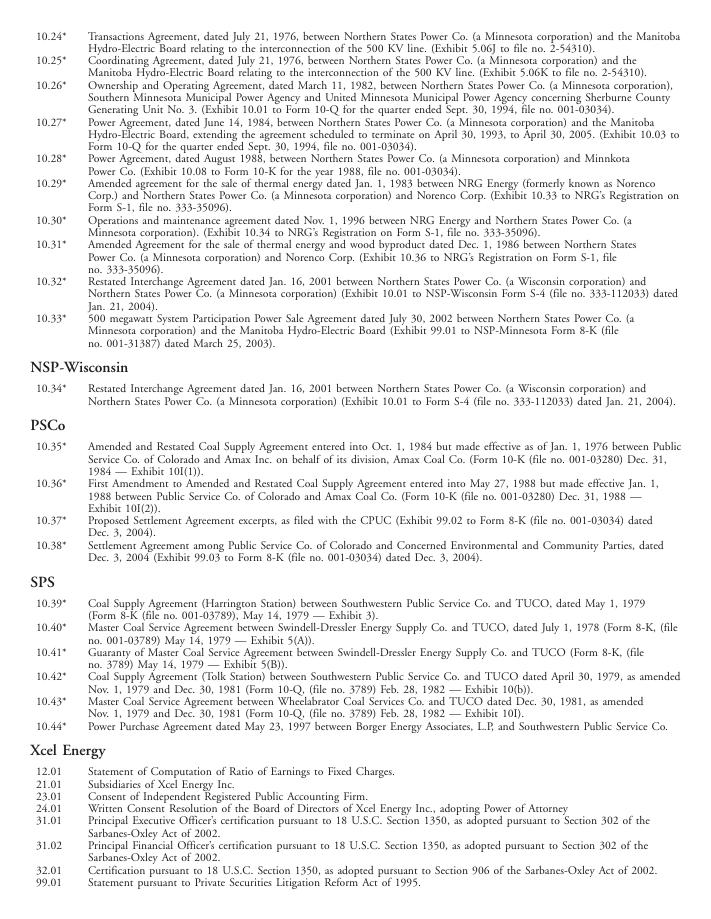 10.24* Transactions Agreement, dated July 21, 1976, between Northern States Power Co. (a Minnesota corporation) and the Manitoba
Hydro-Electric Board relating to the interconnection of the 500 KV line. (Exhibit 5.06J to file no. 2-54310).
10.25* Coordinating Agreement, dated July 21, 1976, between Northern States Power Co. (a Minnesota corporation) and the
Manitoba Hydro-Electric Board relating to the interconnection of the 500 KV line. (Exhibit 5.06K to file no. 2-54310).
10.26* Ownership and Operating Agreement, dated March 11, 1982, between Northern States Power Co. (a Minnesota corporation),
Southern Minnesota Municipal Power Agency and United Minnesota Municipal Power Agency concerning Sherburne County
Generating Unit No. 3. (Exhibit 10.01 to Form 10-Q for the quarter ended Sept. 30, 1994, file no. 001-03034).
10.27* Power Agreement, dated June 14, 1984, between Northern States Power Co. (a Minnesota corporation) and the Manitoba
Hydro-Electric Board, extending the agreement scheduled to terminate on April 30, 1993, to April 30, 2005. (Exhibit 10.03 to
Form 10-Q for the quarter ended Sept. 30, 1994, file no. 001-03034).
10.28* Power Agreement, dated August 1988, between Northern States Power Co. (a Minnesota corporation) and Minnkota
Power Co. (Exhibit 10.08 to Form 10-K for the year 1988, file no. 001-03034).
10.29* Amended agreement for the sale of thermal energy dated Jan. 1, 1983 between NRG Energy (formerly known as Norenco
Corp.) and Northern States Power Co. (a Minnesota corporation) and Norenco Corp. (Exhibit 10.33 to NRG's Registration on
Form S-1, file no. 333-35096).
10.30* Operations and maintenance agreement dated Nov. 1, 1996 between NRG Energy and Northern States Power Co. (a
Minnesota corporation). (Exhibit 10.34 to NRG's Registration on Form S-1, file no. 333-35096).
10.31* Amended Agreement for the sale of thermal energy and wood byproduct dated Dec. 1, 1986 between Northern States
Power Co. (a Minnesota corporation) and Norenco Corp. (Exhibit 10.36 to NRG's Registration on Form S-1, file
no. 333-35096).
10.32* Restated Interchange Agreement dated Jan. 16, 2001 between Northern States Power Co. (a Wisconsin corporation) and
Northern States Power Co. (a Minnesota corporation) (Exhibit 10.01 to NSP-Wisconsin Form S-4 (file no. 333-112033) dated
Jan. 21, 2004).
10.33* 500 megawatt System Participation Power Sale Agreement dated July 30, 2002 between Northern States Power Co. (a
Minnesota corporation) and the Manitoba Hydro-Electric Board (Exhibit 99.01 to NSP-Minnesota Form 8-K (file
no. 001-31387) dated March 25, 2003).
NSP-Wisconsin
10.34* Restated Interchange Agreement dated Jan. 16, 2001 between Northern States Power Co. (a Wisconsin corporation) and
Northern States Power Co. (a Minnesota corporation) (Exhibit 10.01 to Form S-4 (file no. 333-112033) dated Jan. 21, 2004).
PSCo
10.35* Amended and Restated Coal Supply Agreement entered into Oct. 1, 1984 but made effective as of Jan. 1, 1976 between Public
Service Co. of Colorado and Amax Inc. on behalf of its division, Amax Coal Co. (Form 10-K (file no. 001-03280) Dec. 31,
1984 — Exhibit 10I(1)).
10.36* First Amendment to Amended and Restated Coal Supply Agreement entered into May 27, 1988 but made effective Jan. 1,
1988 between Public Service Co. of Colorado and Amax Coal Co. (Form 10-K (file no. 001-03280) Dec. 31, 1988 —
Exhibit 10I(2)).
10.37* Proposed Settlement Agreement excerpts, as filed with the CPUC (Exhibit 99.02 to Form 8-K (file no. 001-03034) dated
Dec. 3, 2004).
10.38* Settlement Agreement among Public Service Co. of Colorado and Concerned Environmental and Community Parties, dated
Dec. 3, 2004 (Exhibit 99.03 to Form 8-K (file no. 001-03034) dated Dec. 3, 2004).
SPS
10.39* Coal Supply Agreement (Harrington Station) between Southwestern Public Service Co. and TUCO, dated May 1, 1979
(Form 8-K (file no. 001-03789), May 14, 1979 — Exhibit 3).
10.40* Master Coal Service Agreement between Swindell-Dressler Energy Supply Co. and TUCO, dated July 1, 1978 (Form 8-K, (file
no. 001-03789) May 14, 1979 — Exhibit 5(A)).
10.41* Guaranty of Master Coal Service Agreement between Swindell-Dressler Energy Supply Co. and TUCO (Form 8-K, (file
no. 3789) May 14, 1979 — Exhibit 5(B)).
10.42* Coal Supply Agreement (Tolk Station) between Southwestern Public Service Co. and TUCO dated April 30, 1979, as amended
Nov. 1, 1979 and Dec. 30, 1981 (Form 10-Q, (file no. 3789) Feb. 28, 1982 — Exhibit 10(b)).
10.43* Master Coal Service Agreement between Wheelabrator Coal Services Co. and TUCO dated Dec. 30, 1981, as amended
Nov. 1, 1979 and Dec. 30, 1981 (Form 10-Q, (file no. 3789) Feb. 28, 1982 — Exhibit 10I).
10.44* Power Purchase Agreement dated May 23, 1997 between Borger Energy Associates, L.P, and Southwestern Public Service Co.
Xcel Energy
12.01 Statement of Computation of Ratio of Earnings to Fixed Charges.
21.01 Subsidiaries of Xcel Energy Inc.
23.01 Consent of Independent Registered Public Accounting Firm.
24.01 Written Consent Resolution of the Board of Directors of Xcel Energy Inc., adopting Power of Attorney
31.01 Principal Executive Officer's certification pursuant to 18 U.S.C. Section 1350, as adopted pursuant to Section 302 of the
Sarbanes-Oxley Act of 2002.
31.02 Principal Financial Officer's certification pursuant to 18 U.S.C. Section 1350, as adopted pursuant to Section 302 of the
Sarbanes-Oxley Act of 2002.
32.01 Certification pursuant to 18 U.S.C. Section 1350, as adopted pursuant to Section 906 of the Sarbanes-Oxley Act of 2002.
99.01 Statement pursuant to Private Securities Litigation Reform Act of 1995.